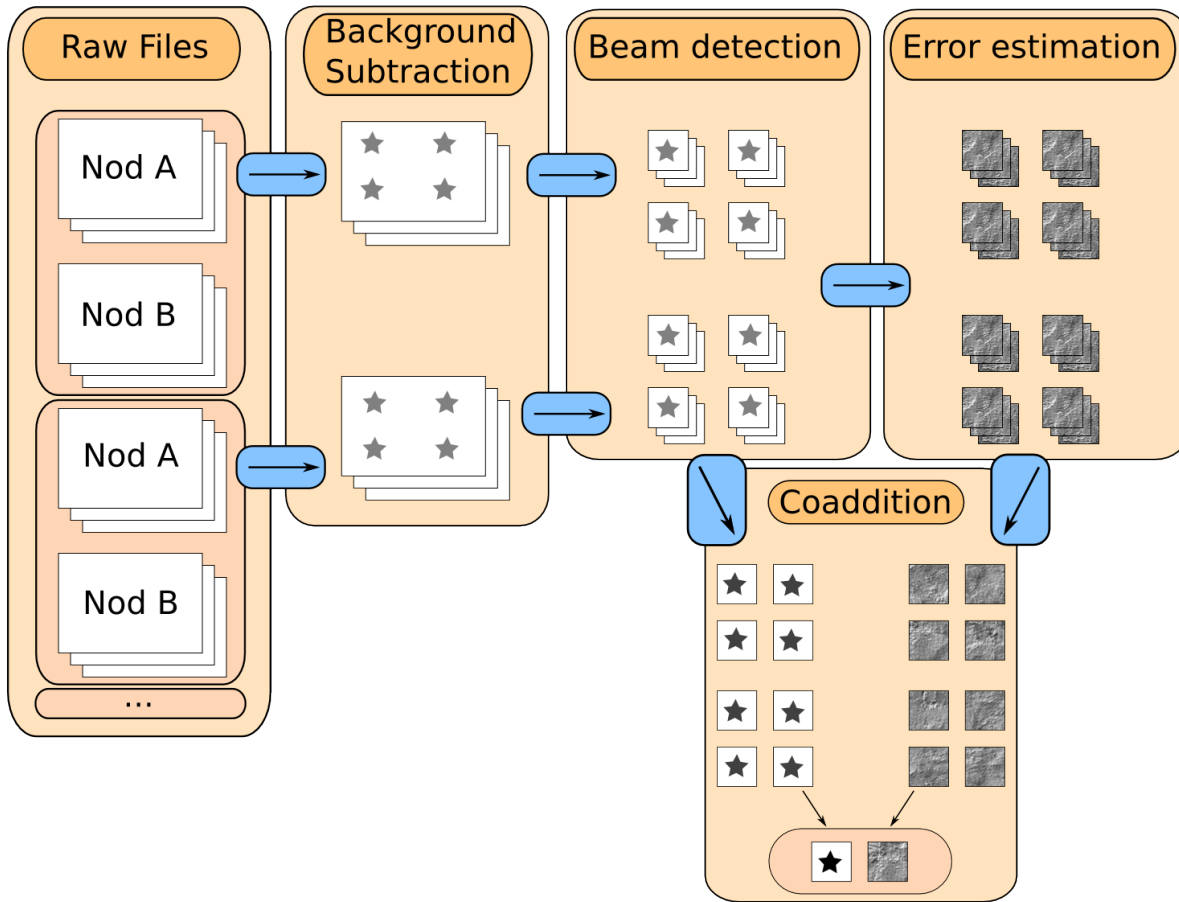 Raw Files
Background
Subtraction
Beam detection
Error estimation
Nod A
Nod B
Nod A
Nod B
...
Coaddition